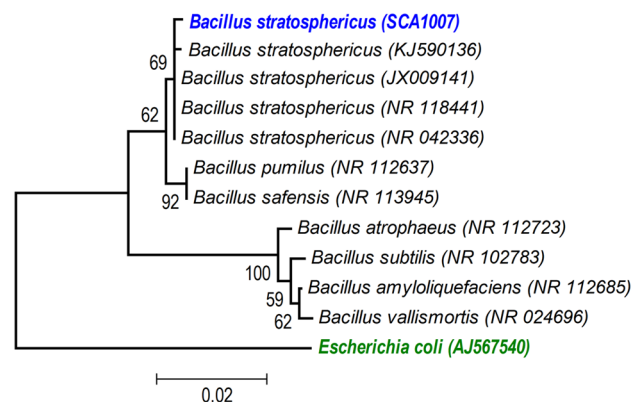 Bacillus stratosphericus (SCA1007)
Bacillus stratosphericus (KJ590136)
69
Bacillus stratosphericus (JX009141)
62
Bacillus stratosphericus (NR 118441)
Bacillus stratosphericus (NR 042336)
Bacillus pumilus (NR 112637)
92
Bacillus safensis (NR 113945)
Bacillus atrophaeus (NR 112723)
Bacillus subtilis (NR 102783)
100
Bacillus amyloliquefaciens (NR 112685)
59
62
Bacillus vallismortis (NR 024696)
Escherichia coli (AJ567540)
0.02